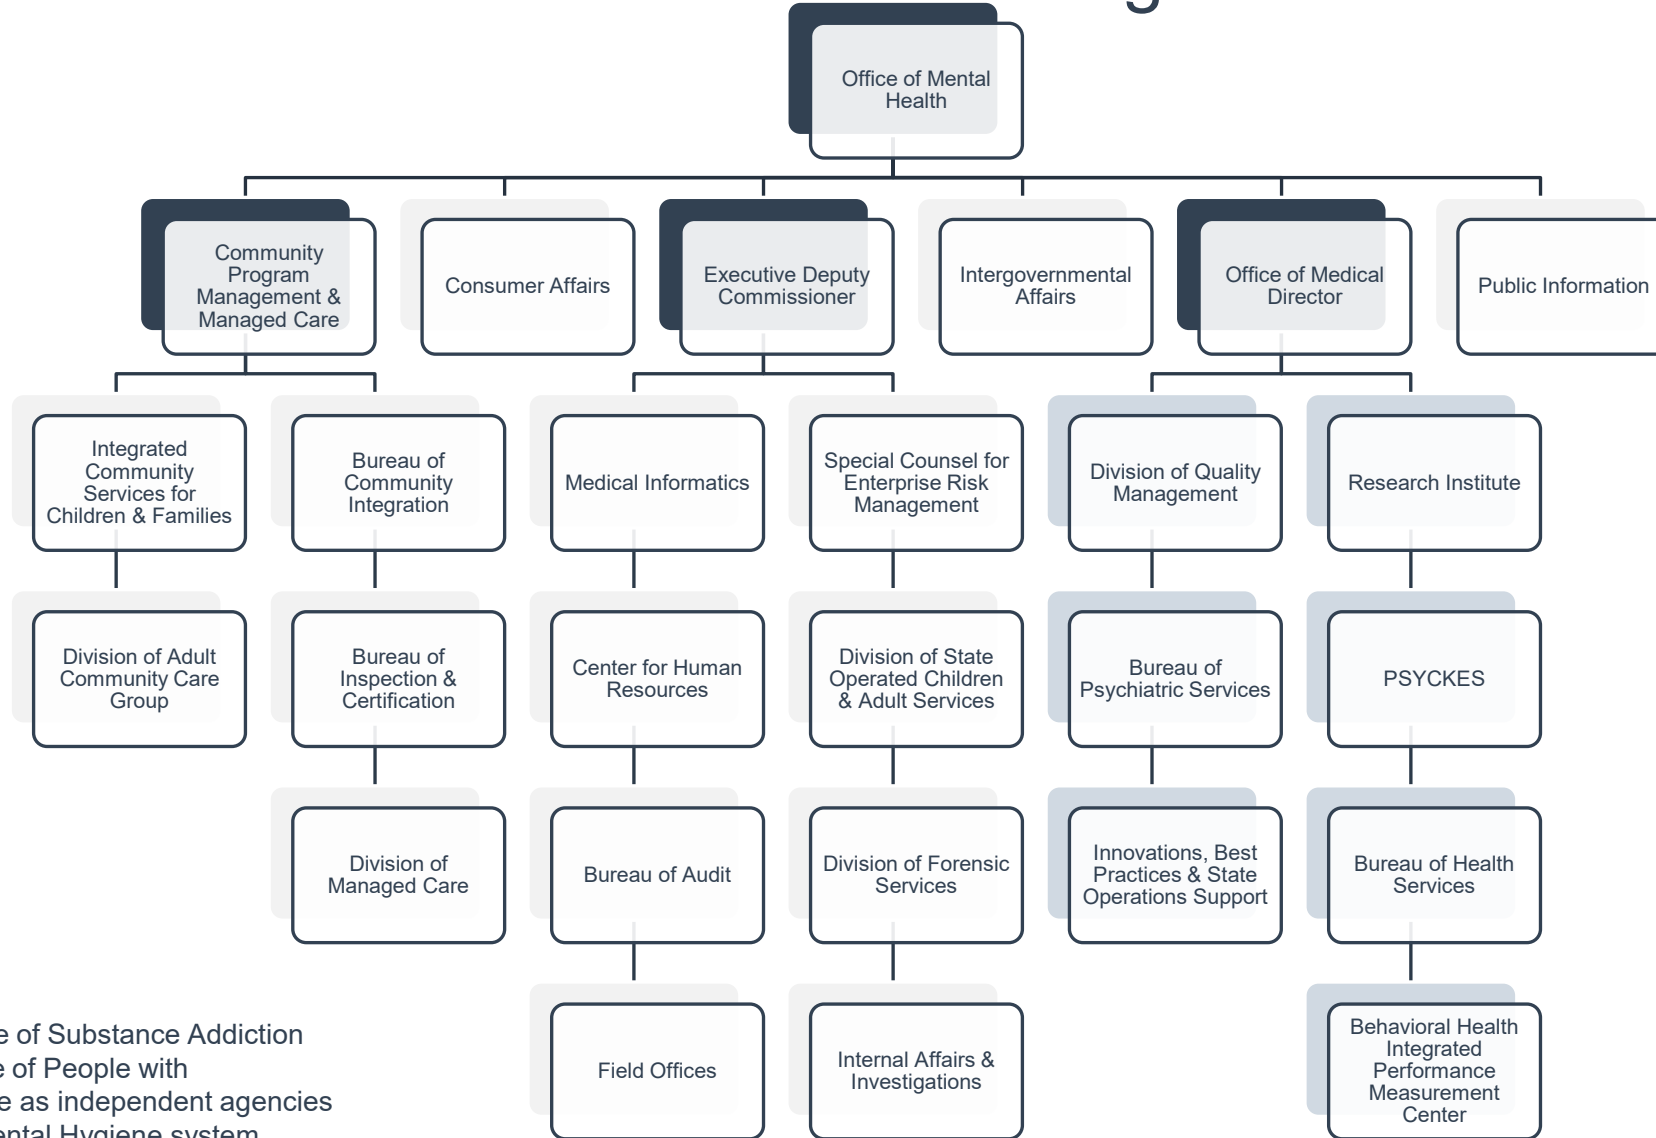 Office of Mental
Health
Community
Program
Management &
Managed Care
Consumer Affairs
Executive Deputy
Commissioner
Intergovernmental
Affairs
Office of Medical
Director
Public Information
Integrated
Community
Services for
Children & Families
Bureau of
Community
Integration
Medical Informatics
Special Counsel for
Enterprise Risk
Management
Division of Quality
Management
Research Institute
Division of Adult
Community Care
Group
Bureau of
Inspection &
Certification
Center for Human
Resources
Division of State
Operated Children
& Adult Services
Bureau of
Psychiatric Services
PSYCKES
Division of
Managed Care
Bureau of Audit
Division of Forensic
Services
Innovations, Best
Practices & State
Operations Support
Bureau of Health
Services
Field Offices
Internal Affairs &
Investigations
Behavioral Health
Integrated
Performance
Measurement
Center
of Substance Addiction
of People with
as independent agencies
Hygiene system